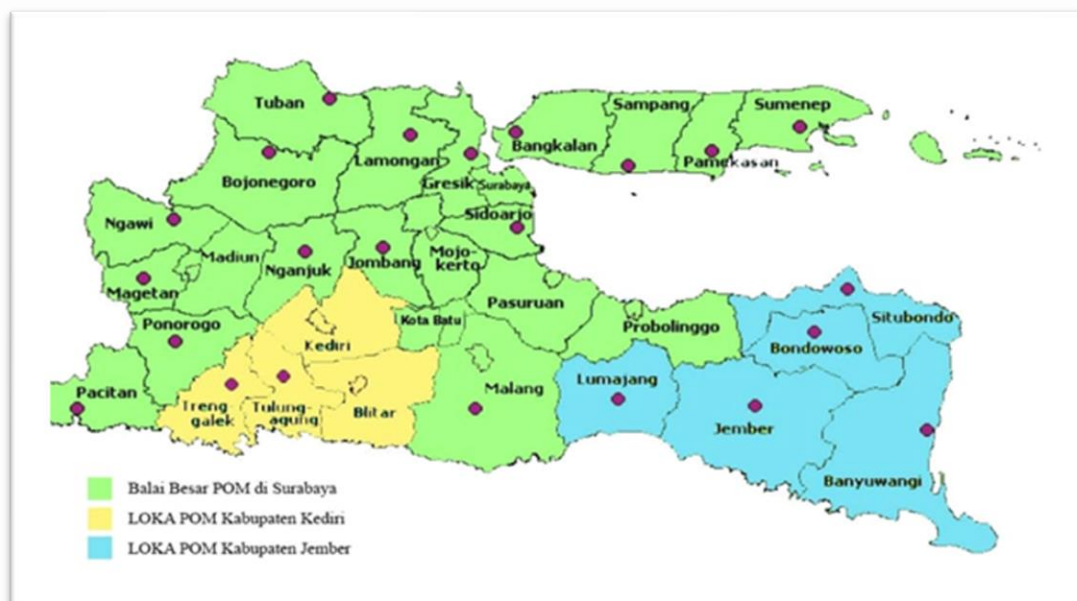 Tuban
Sampang
Sumenep
Lamongan
Bangkalan
Pamekasan
Bojonegoro
Gresik
Surabaya
Ngawi
Sidoarjo
Madiun
Nganjuk
Jombang
Mojo-
kerto
Magetan
Pasuruan
Ponorogo
Kota Batu
Probolinggo
Situbondo
Kediri
Bondowoso
Pacitan
Malang
Lumajang
Treng
galek
Tulung-
agung
Blitar
Jember
Banyuwangi
Balai Besar POM di Surabaya
LOKA POM Kabupaten Kediri
LOKA POM Kabupaten Jember